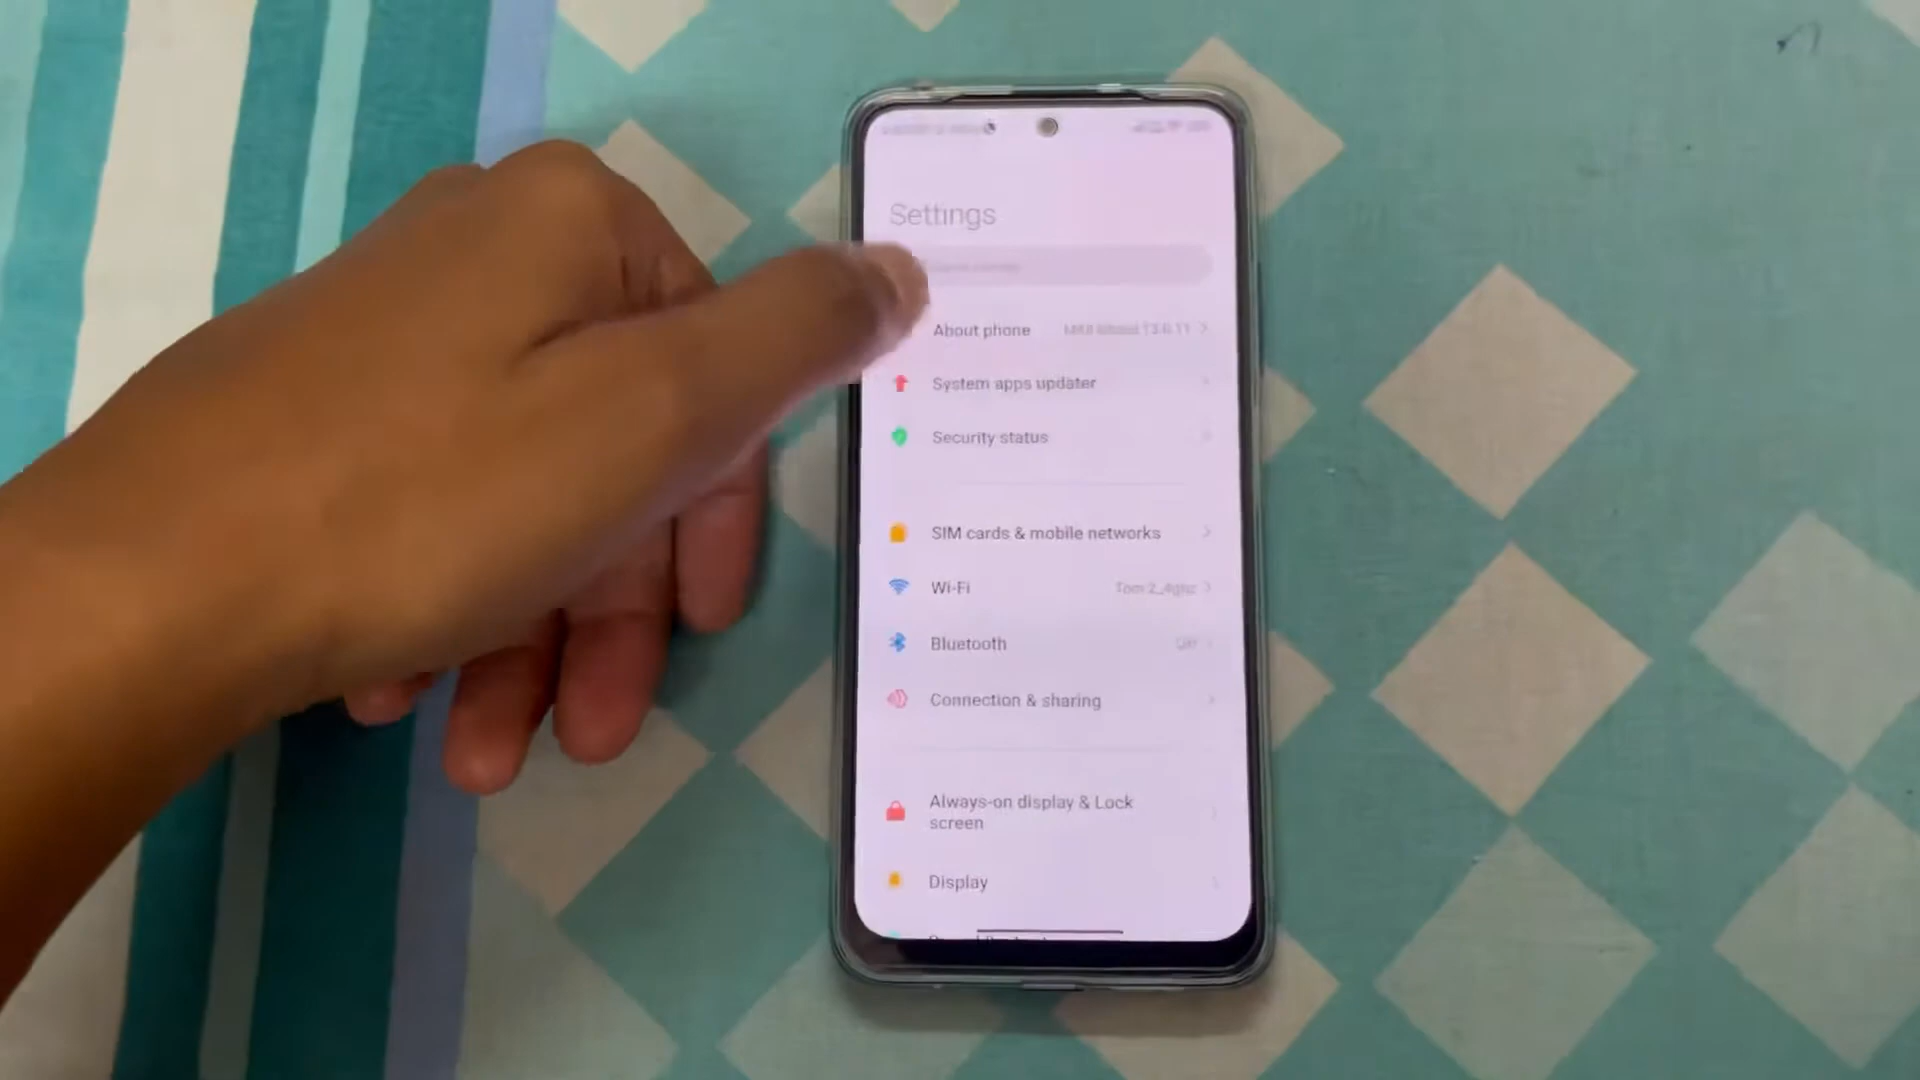 Settings
About phone
System apps updater
Security status
SIM cards & mobile networks
Wi-Fi
Bluetooth
Connection & sharing
Always-on display & Lock
screen
Display